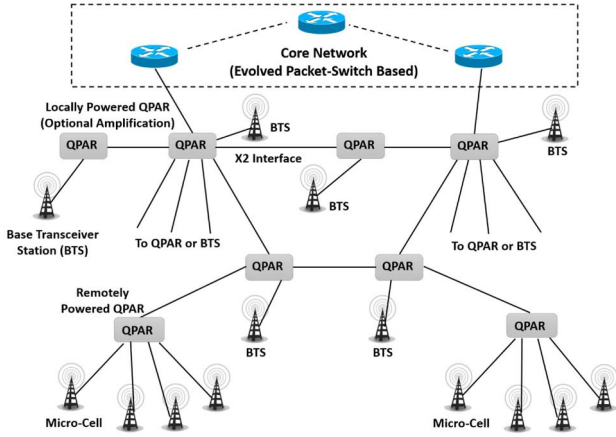 Core Network
(Evolved Packet-Switch Based)
Locally Powered QPAR
(Optional Amplification)
BTS
QPAR
QPAR
X2 Interface
QPAR
QPAR
BTS
BTS
Base Transceiver
Station (BTS)
To QPAR or BTS
To QPAR or BTS
QPAR
QPAR
Remotely
Powered QPAR
QPAR
BTS
BTS
QPAR
Micro-Cell
Micro-Cell